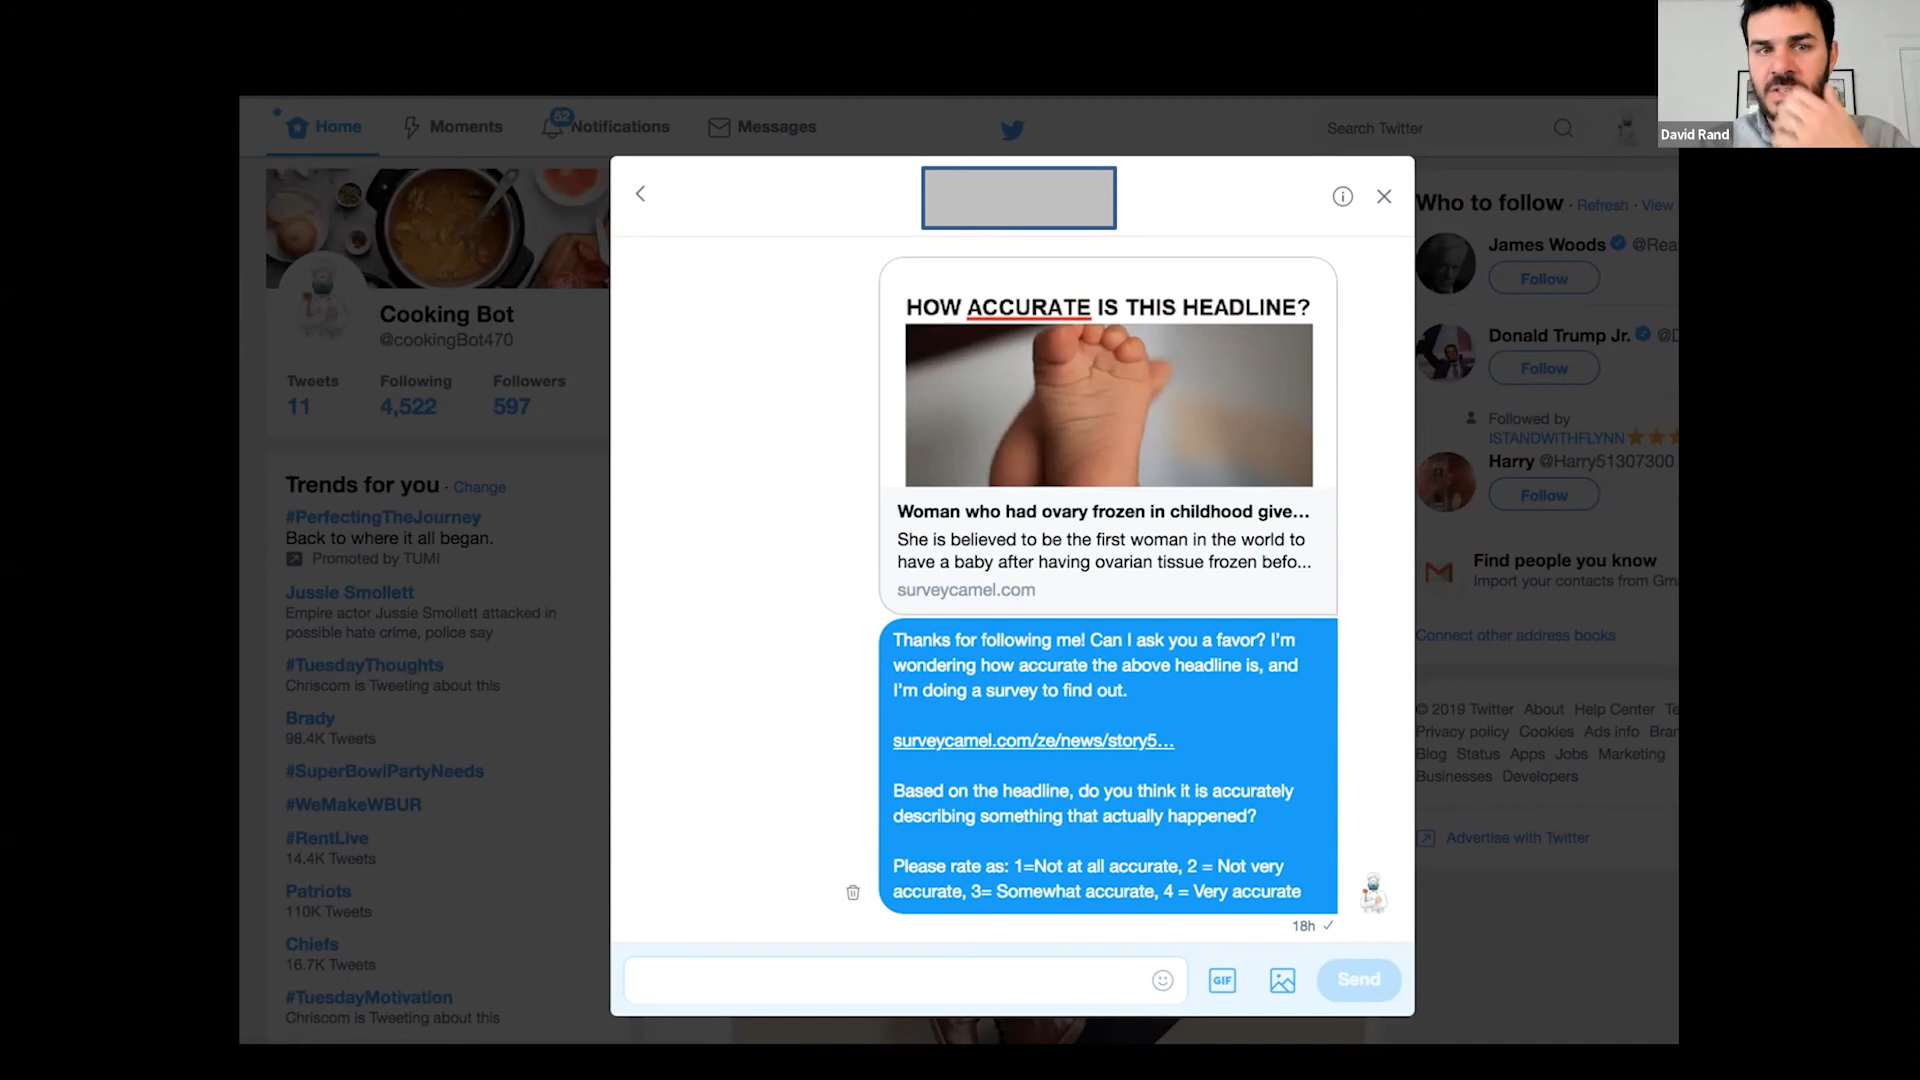 David Rand
Home
Moments
62
Notifications
Messages
Search Twitter
Cooking Bot
@cookingBot470
Tweets Following Followers
11 4,522 597
Trends for you · Change
#PerfectingTheJourney
Back to where it all began.
Promoted by TUMI
Jussie Smollett
Empire actor Jussie Smollett attacked in
possible hate crime, police say
#TuesdayThoughts
Chriscom is Tweeting about this
Brady
98.4K Tweets
#SuperBowlPartyNeeds
#WeMakeWBUR
#RentLive
14.4K Tweets
Patriots
110K Tweets
Chiefs
16.7K Tweets
#TuesdayMotivation
Chriscom is Tweeting about this
HOW ACCURATE IS THIS HEADLINE?
Woman who had ovary frozen in childhood give...
She is believed to be the first woman in the world to
have a baby after having ovarian tissue frozen befo...
surveycamel.com
Thanks for following me! Can I ask you a favor? I'm
wondering how accurate the above headline is, and
I'm doing a survey to find out.
surveycamel.com/ze/news/story5...
Based on the headline, do you think it is accurately
describing something that actually happened?
Please rate as: 1=Not at all accurate, 2 = Not very
accurate, 3= Somewhat accurate, 4 = Very accurate
18h
GIF
Send
Who to follow · Refresh · View
James Woods @Rea
Follow
Donald Trump Jr. @D
Follow
Followed by
ISTANDWITHFLYNN
Harry @Harry51307300
Follow
Find people you know
Import your contacts from Gm
Connect other address books
© 2019 Twitter About Help Center Te
Privacy policy Cookies Ads info Bran
Blog Status Apps Jobs Marketing
Businesses Developers
Advertise with Twitter